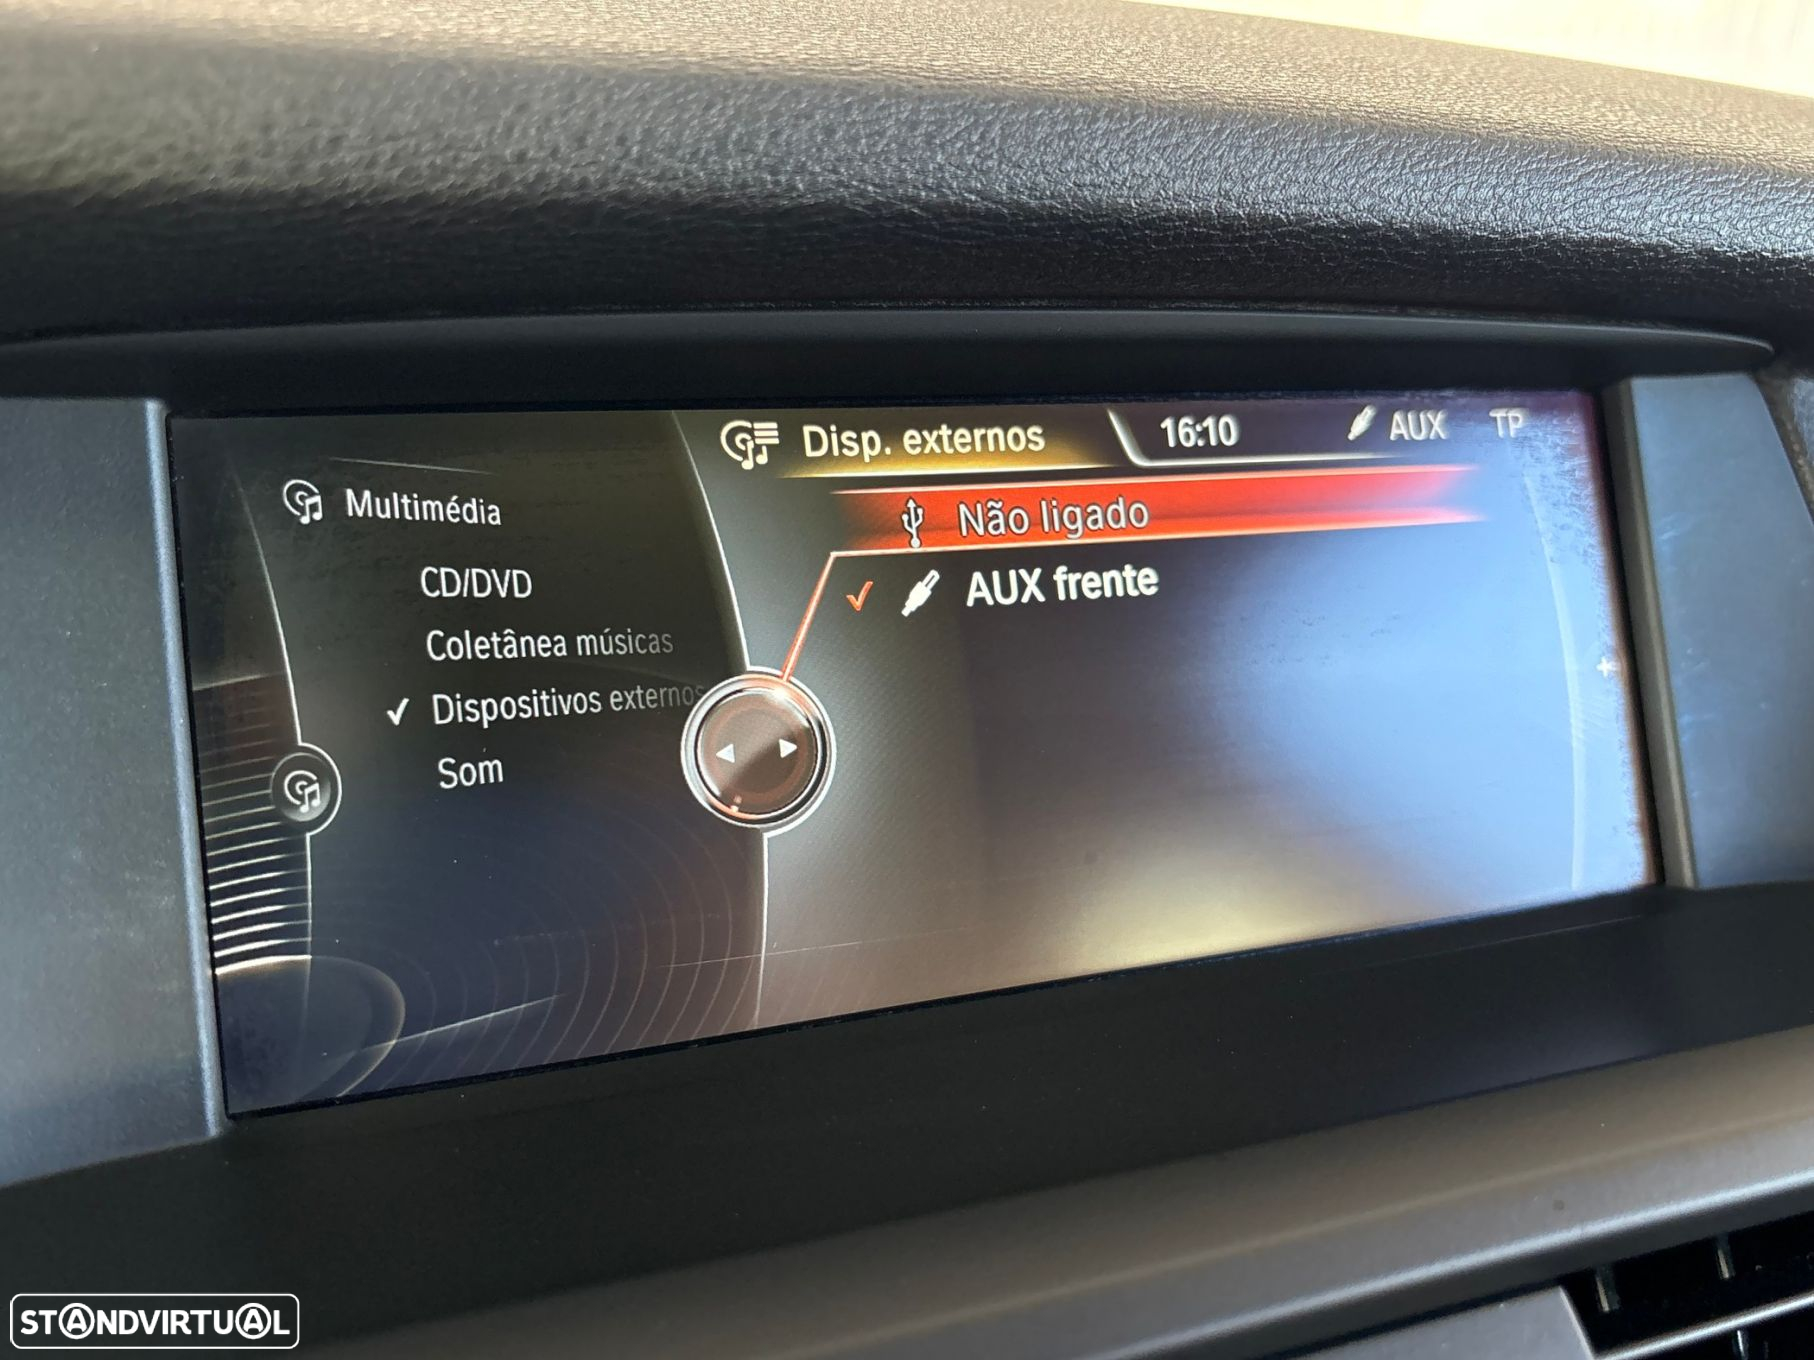 Disp. externos
16:10
AUX
TP
Multimédia
CD/DVD
Coletânea músicas
Dispositivos externos
Som
Não ligado
AUX frente
STANDVIRTUAL